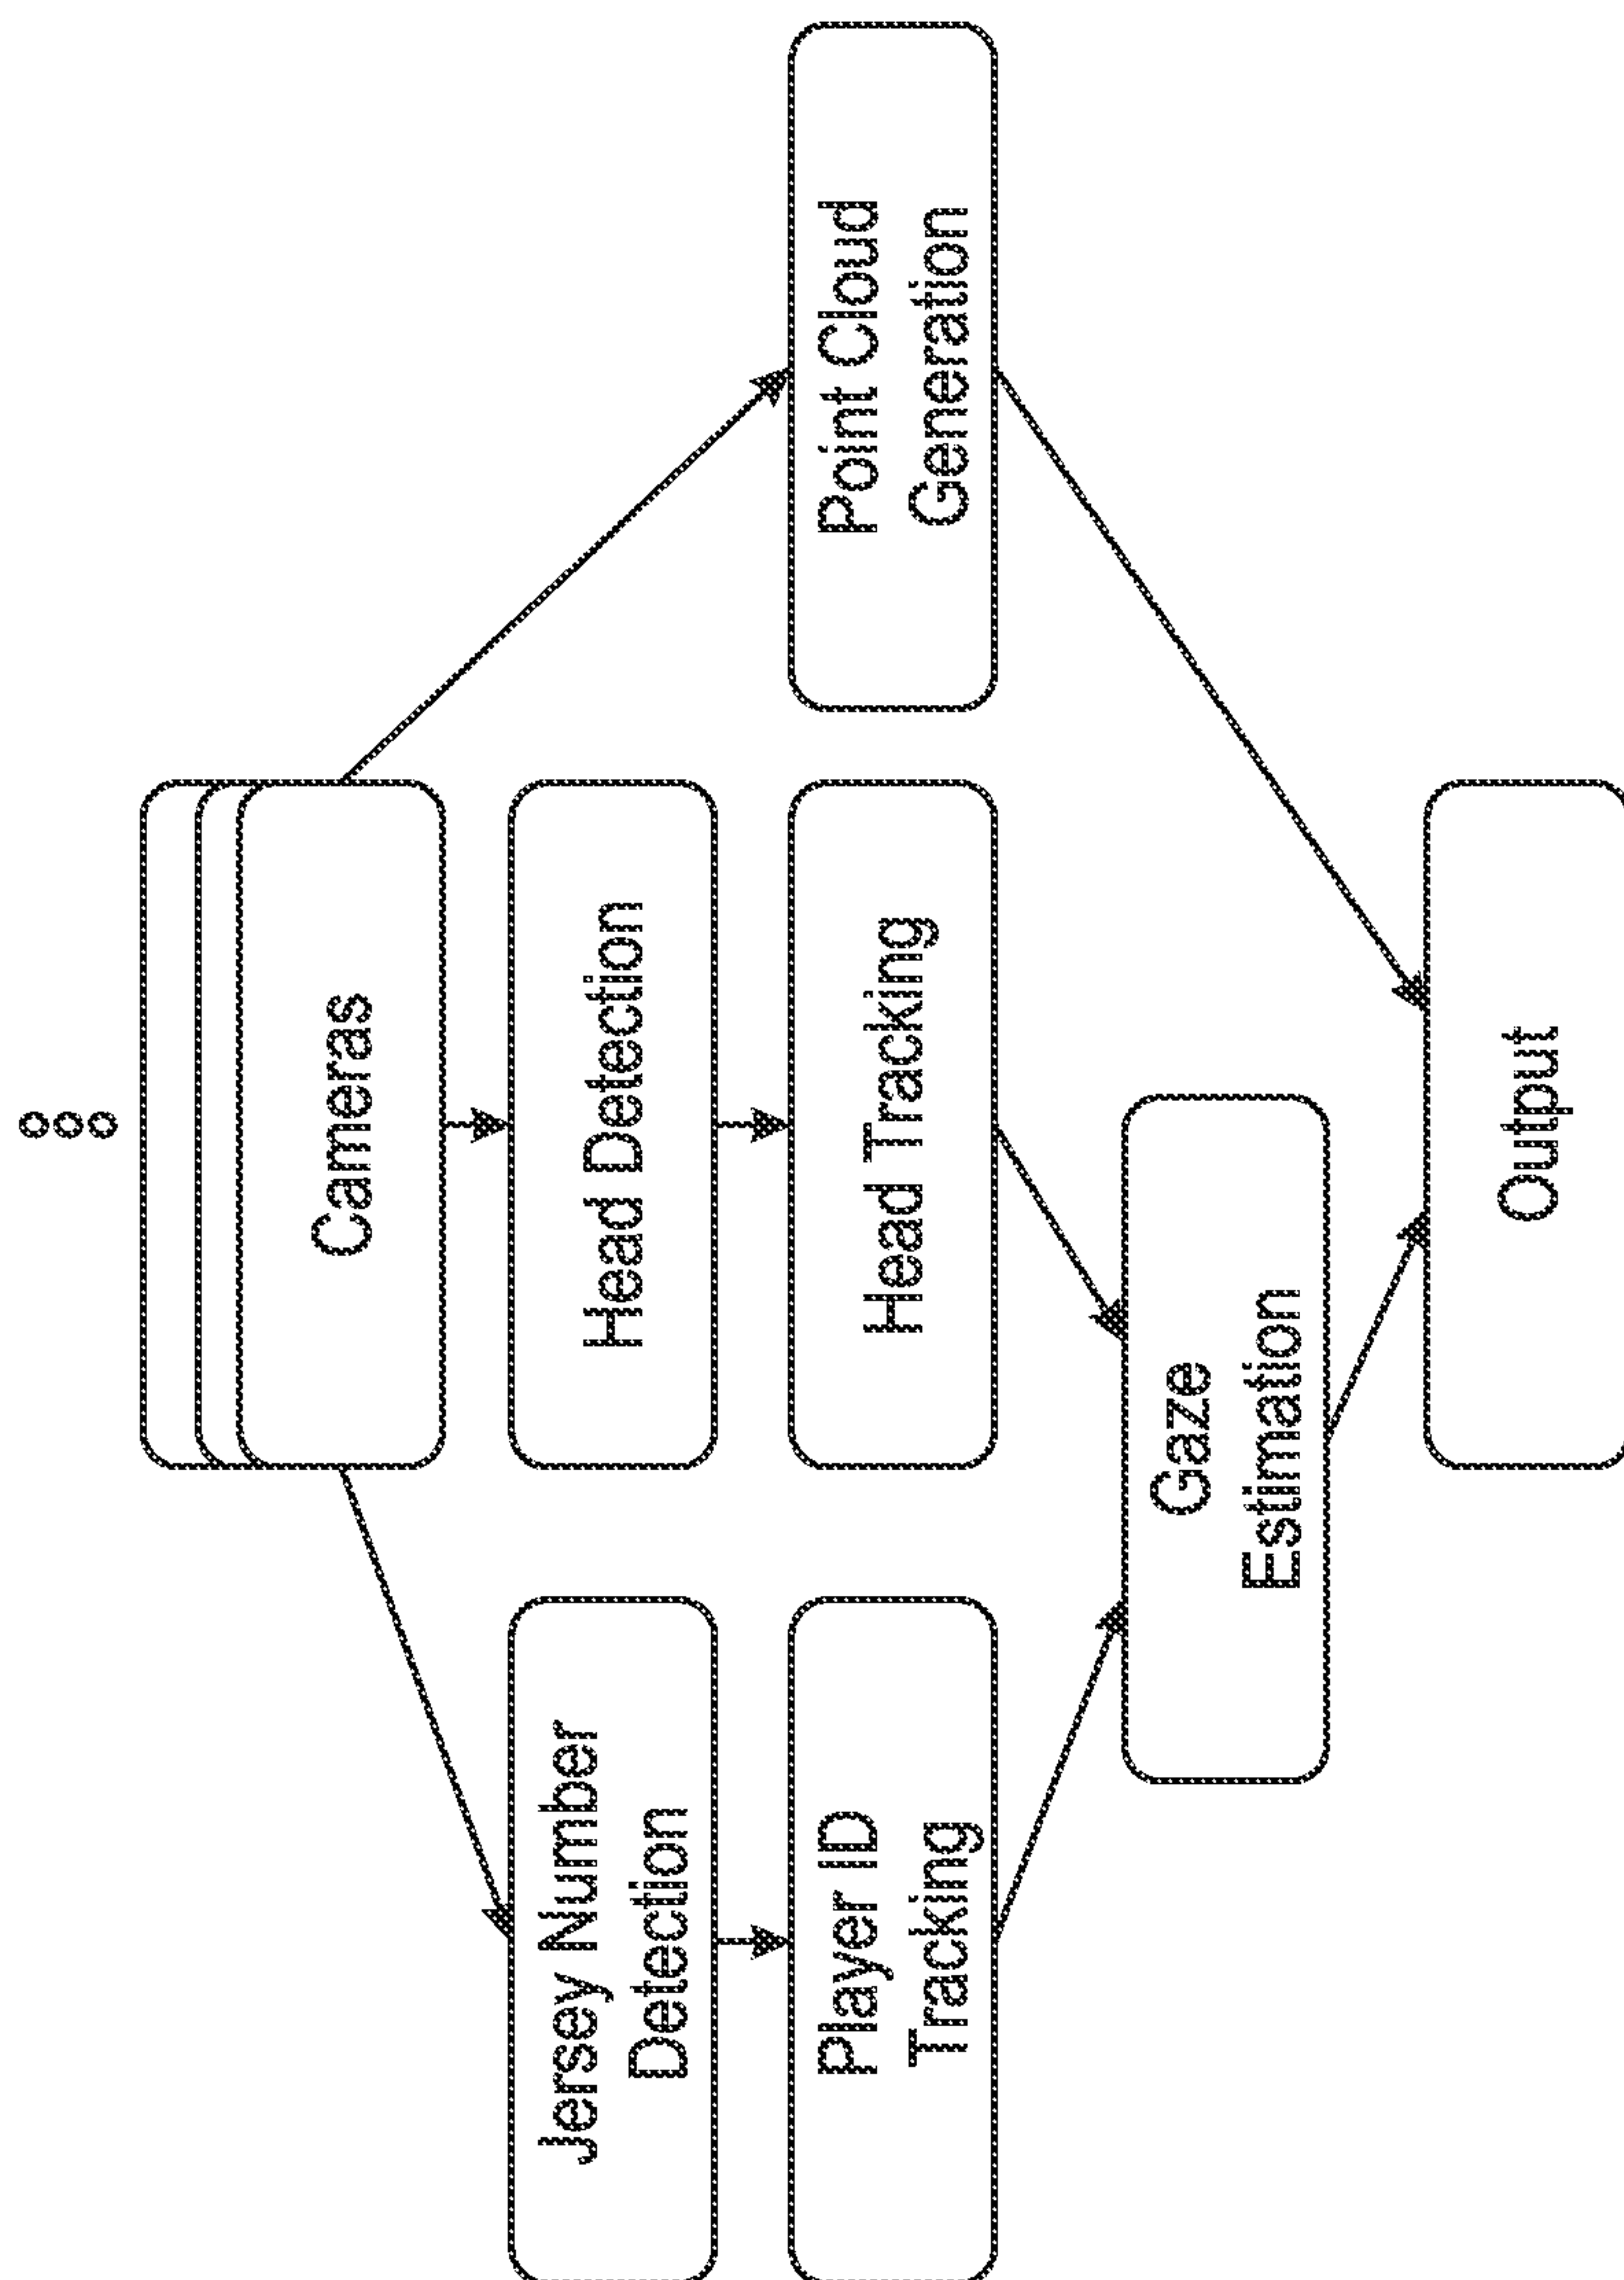 Cameras
Jersey Number
Detection
Head Detection
Player ID
Tracking
Head Tracking
Point Cloud
Generation
Gaze
Estimation
Output